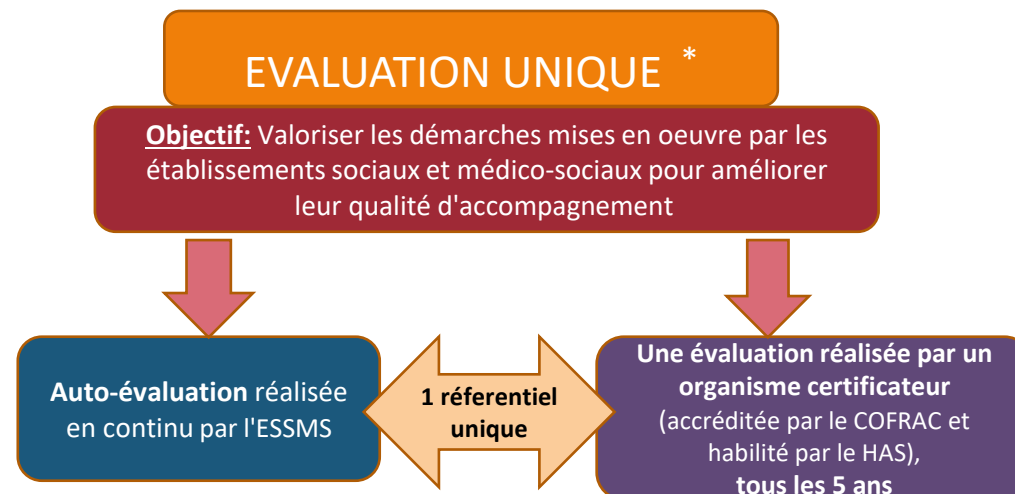 EVALUATION UNIQUE *
Objectif: Valoriser les démarches mises en oeuvre par les
établissements sociaux et médico-sociaux pour améliorer
leur qualité d'accompagnement
Auto-évaluation réalisée
en continu par l'ESSMS
1 réferentiel
unique
Une évaluation réalisée par un
organisme certificateur
(accréditée par le COFRAC et
habilité par le HAS),
tous les 5 ans